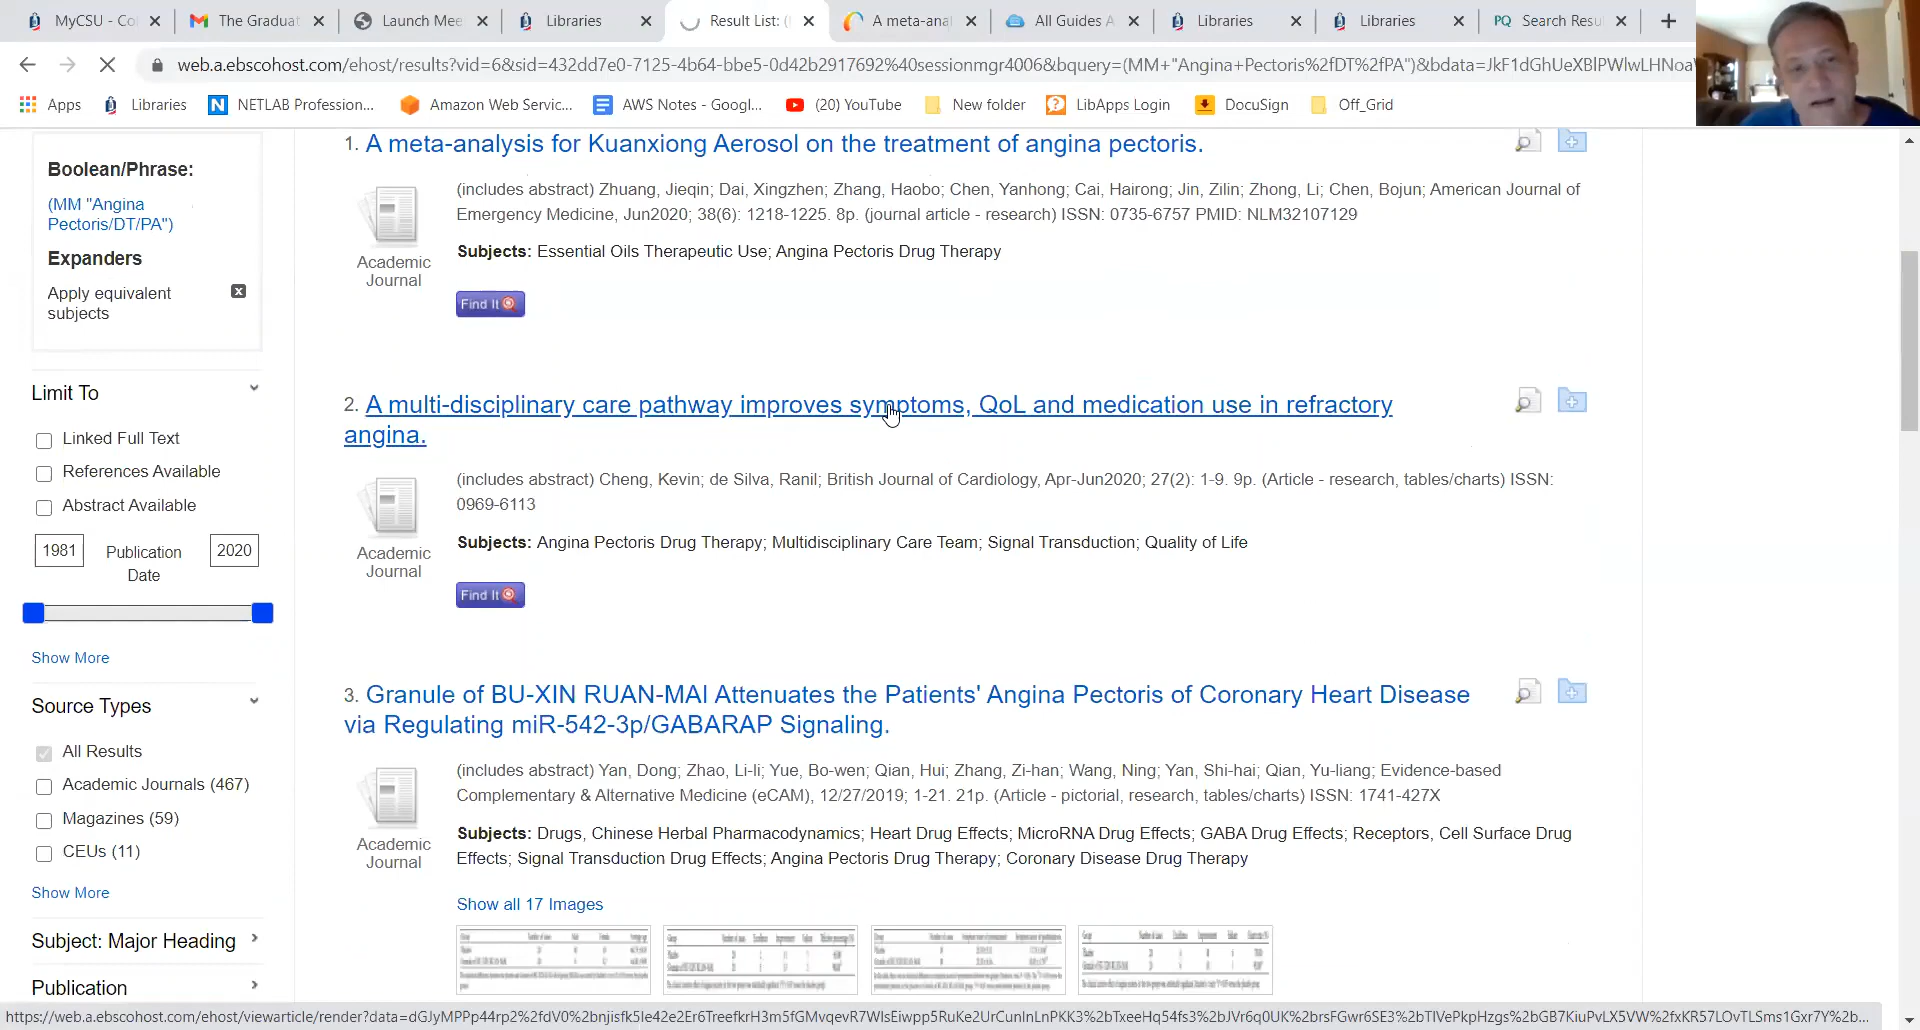 MyCSU - Co
The Gradua
Launch Mee
Libraries
Result List: (
A meta-anal
All Guides A
Libraries
Libraries
PQ Search Resu
web.a.ebscohost.com/ehost/results?vid=6&sid=432dd7e0-7125-4b64-bbe5-0d42b2917692%40sessionmgr4006&bquery=(MM+"Angina+Pectoris%2fDT%2fPA")&bdata=JkF1dGhUeXBlPWlwLHNoa
Apps
Libraries
N NETLAB Profession...
Amazon Web Servic...
AWS Notes - Googl...
(20) YouTube
New folder
LibApps Login
DocuSign
Off_Grid
Boolean/Phrase:
(MM "Angina
Pectoris/DT/PA")
Expanders
Apply equivalent
subjects
Limit To
Linked Full Text
References Available
Abstract Available
1981 Publication 2020
Date
Show More
Source Types
All Results
Academic Journals (467)
Magazines (59)
CEUs (11)
Show More
Subject: Major Heading
Publication
1. A meta-analysis for Kuanxiong Aerosol on the treatment of angina pectoris.
(includes abstract) Zhuang, Jieqin; Dai, Xingzhen; Zhang, Haobo; Chen, Yanhong; Cai, Hairong; Jin, Zilin; Zhong, Li; Chen, Bojun; American Journal of
Emergency Medicine, Jun2020; 38(6): 1218-1225. 8p. (journal article - research) ISSN: 0735-6757 PMID: NLM32107129
Academic
Journal
Subjects: Essential Oils Therapeutic Use; Angina Pectoris Drug Therapy
Find It
2. A multi-disciplinary care pathway improves symptoms, QoL and medication use in refractory
angina.
(includes abstract) Cheng, Kevin; de Silva, Ranil; British Journal of Cardiology, Apr-Jun2020; 27(2): 1-9. 9p. (Article - research, tables/charts) ISSN:
0969-6113
Academic
Journal
Subjects: Angina Pectoris Drug Therapy; Multidisciplinary Care Team; Signal Transduction; Quality of Life
Find It
3. Granule of BU-XIN RUAN-MAI Attenuates the Patients' Angina Pectoris of Coronary Heart Disease
via Regulating miR-542-3p/GABARAP Signaling.
(includes abstract) Yan, Dong; Zhao, Li-li; Yue, Bo-wen; Qian, Hui; Zhang, Zi-han; Wang, Ning; Yan, Shi-hai; Qian, Yu-liang; Evidence-based
Complementary & Alternative Medicine (eCAM), 12/27/2019; 1-21. 21p. (Article - pictorial, research, tables/charts) ISSN: 1741-427X
Academic
Journal
Subjects: Drugs, Chinese Herbal Pharmacodynamics; Heart Drug Effects; MicroRNA Drug Effects; GABA Drug Effects; Receptors, Cell Surface Drug
Effects; Signal Transduction Drug Effects; Angina Pectoris Drug Therapy; Coronary Disease Drug Therapy
Show all 17 Images